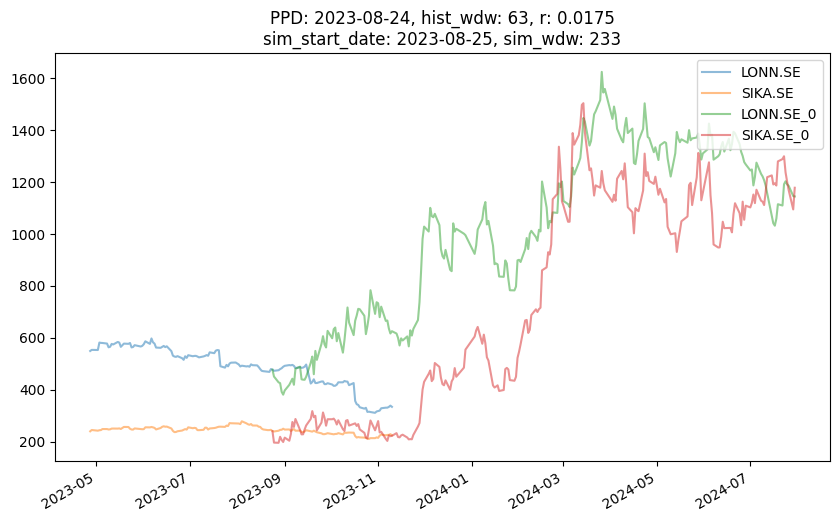 PPD: 2023-08-24, hist_wdw: 63, r: 0.0175
sim_start_date: 2023-08-25, sim_wdw: 233
LONN.SE
SIKA.SE
LONN.SE_0
SIKA.SE_0
1600
1400
1200
1000
800
600
400
200
2023-05
2023-07
2023-09
2023-11
2024-01
2024-03
2024-05
2024-07